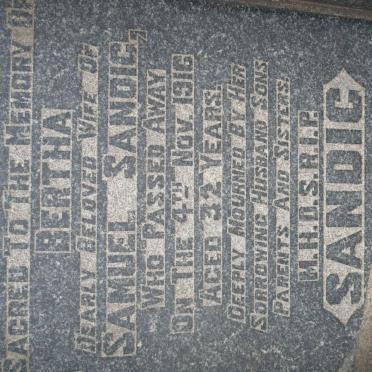 SACRED TO THE MEMORY OF
BERTHA
DEARLY BELOVED WIFE OF
SAMUEL SANDIC,
WHO PASSED AWAY
ON THE 4TH NOV. 1916
AGED 32 YEARS.
DEEPLY MOURNED BY HER
SORROWING HUSBAND SONS
PARENTS AND SISTERS.
M.H.D.S.R.I.P.
SANDIC